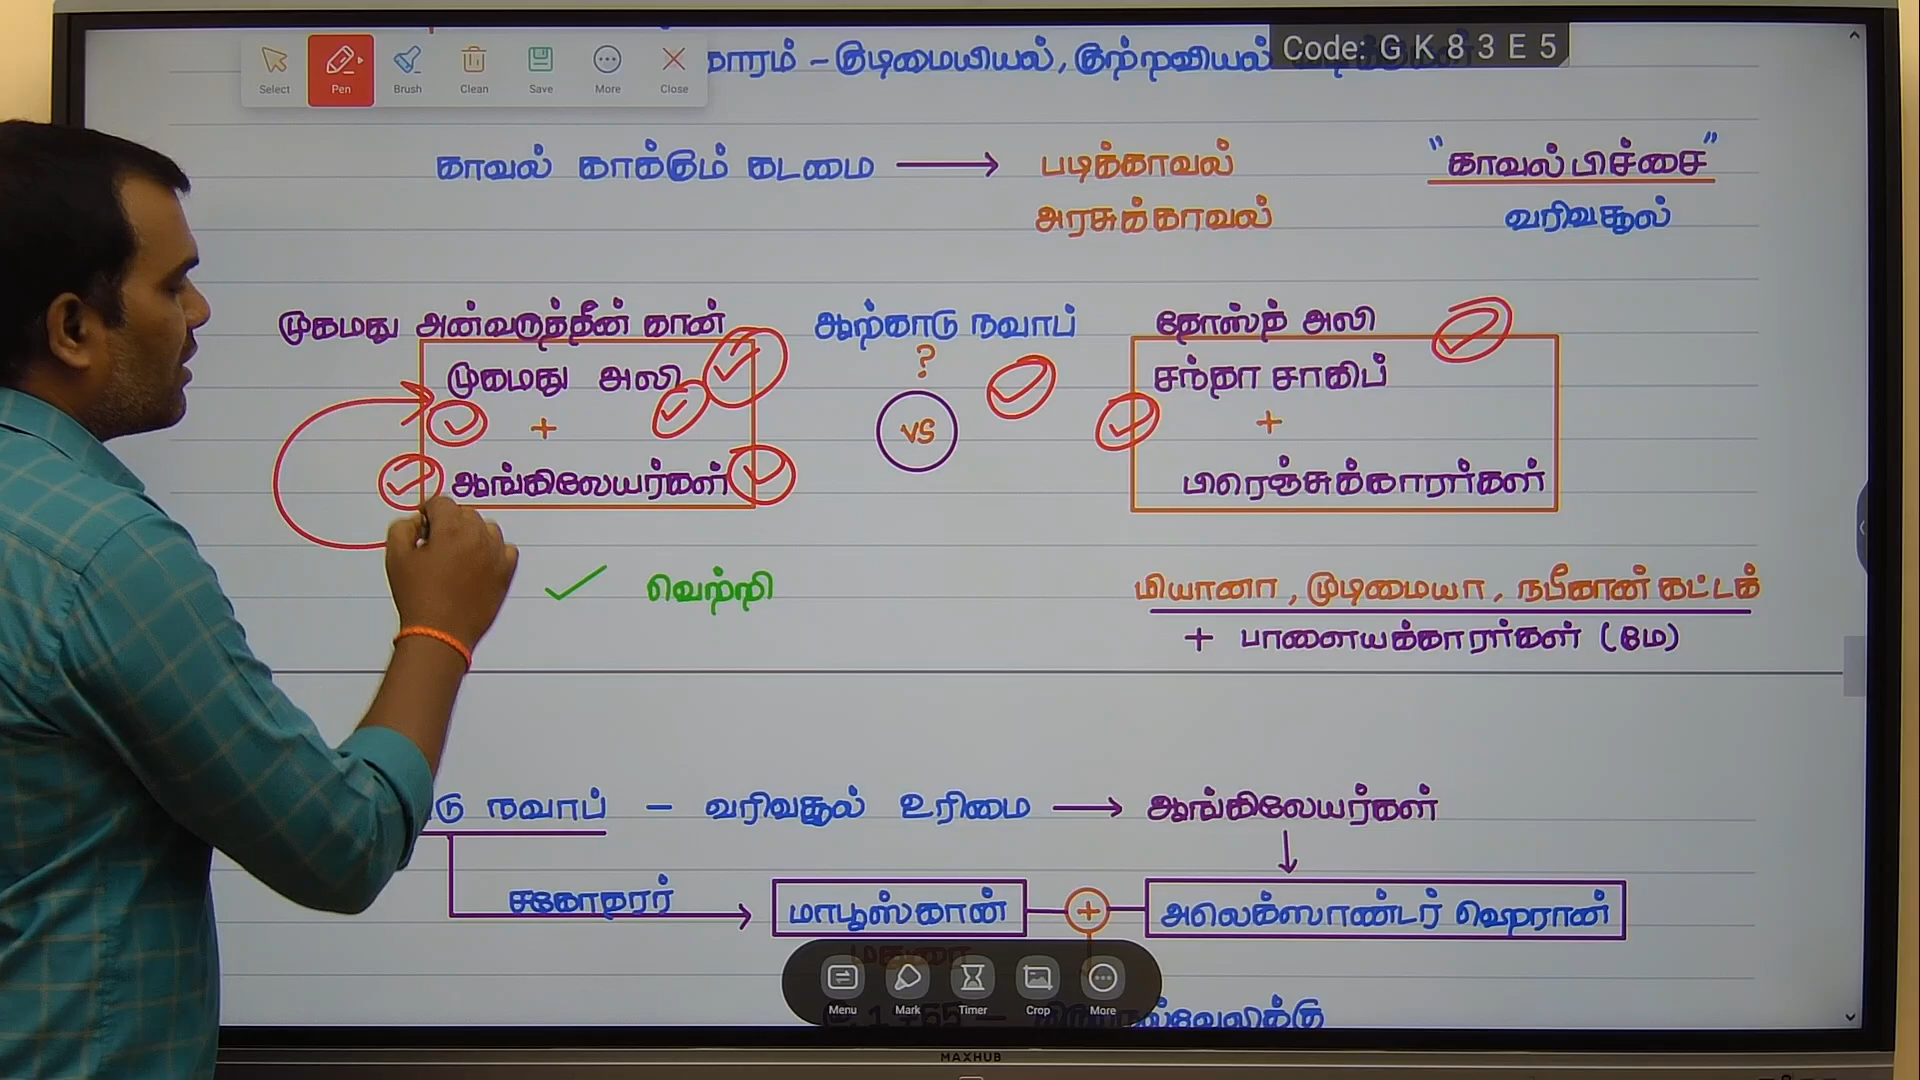 காரம் - குடிமையியல், குற்றவியல்
Code: G K 8 3 E 5
Select Pen Brush Clean Save More Close
காவல் காக்கும் கடமை → படிக்காவல் "காவல் பிச்சை"
அரசுக்காவல் வரிவசூல்
முகமது அன்வருத்தீன் கான் ஆற்காடு நவாப் தோஸ்த் அலி
முகமது அலி ? சந்தா சாகிப்
+ VS +
ஆங்கிலேயர்கள் பிரெஞ்சுக்காரர்கள்
✓ வெற்றி மியானா, முடிமையா, நபீகான் கட்டக்
+ பாளையக்காரர்கள் (மே)
டு நவாப் - வரிவசூல் உரிமை → ஆங்கிலேயர்கள்
சகோதரர் மாபூஸ்கான் + அலெக்ஸாண்டர் ஹெரான்
Menu Mark Timer Crop More
MAXHUB